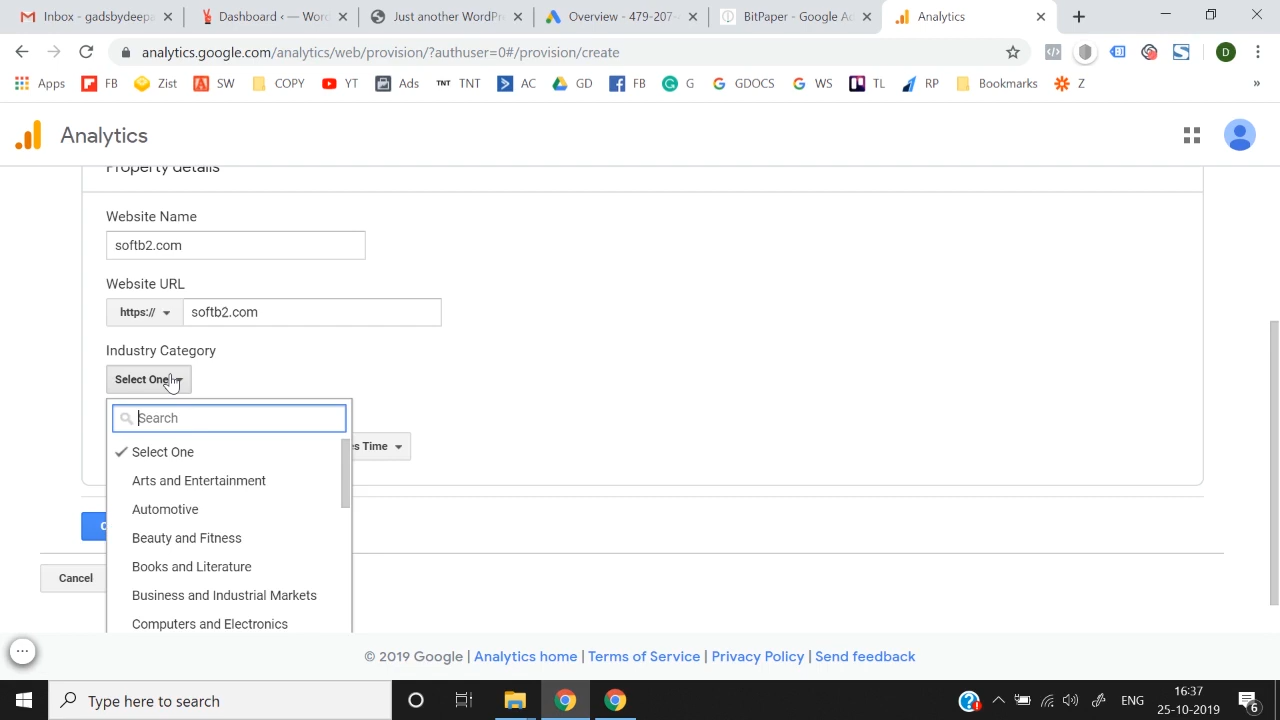 Inbox - gadsbydeepa
Dashboard ‹ — Wor
Just another WordPr
Overview - 479-207-
BitPaper - Google A
Analytics
analytics.google.com/analytics/web/provision/?authuser=0#/provision/create
D
Apps FB Zist SW COPY YT Ads TNT TNT AC GD FB G GDOCS WS TL RP Bookmarks Z »
Analytics
Property details
Website Name
softb2.com
Website URL
https://
softb2.com
Industry Category
Select One
Search
es Time
Select One
Arts and Entertainment
Automotive
Beauty and Fitness
Books and Literature
Business and Industrial Markets
Computers and Electronics
Cancel
© 2019 Google | Analytics home | Terms of Service | Privacy Policy | Send feedback
Type here to search
ENG
16:37
25-10-2019
6